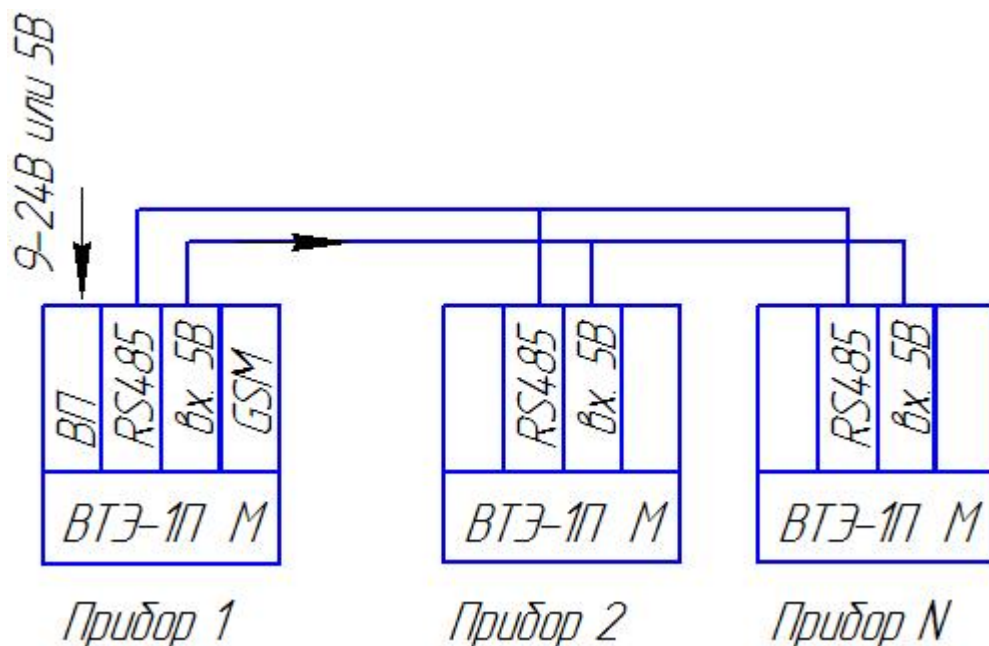 9-24В или 5В
ВП
RS485
вх. 5В
GSM
ВТЭ-1П М
Прибор 1
RS485
вх. 5В
ВТЭ-1П М
Прибор 2
RS485
вх. 5В
ВТЭ-1П М
Прибор N